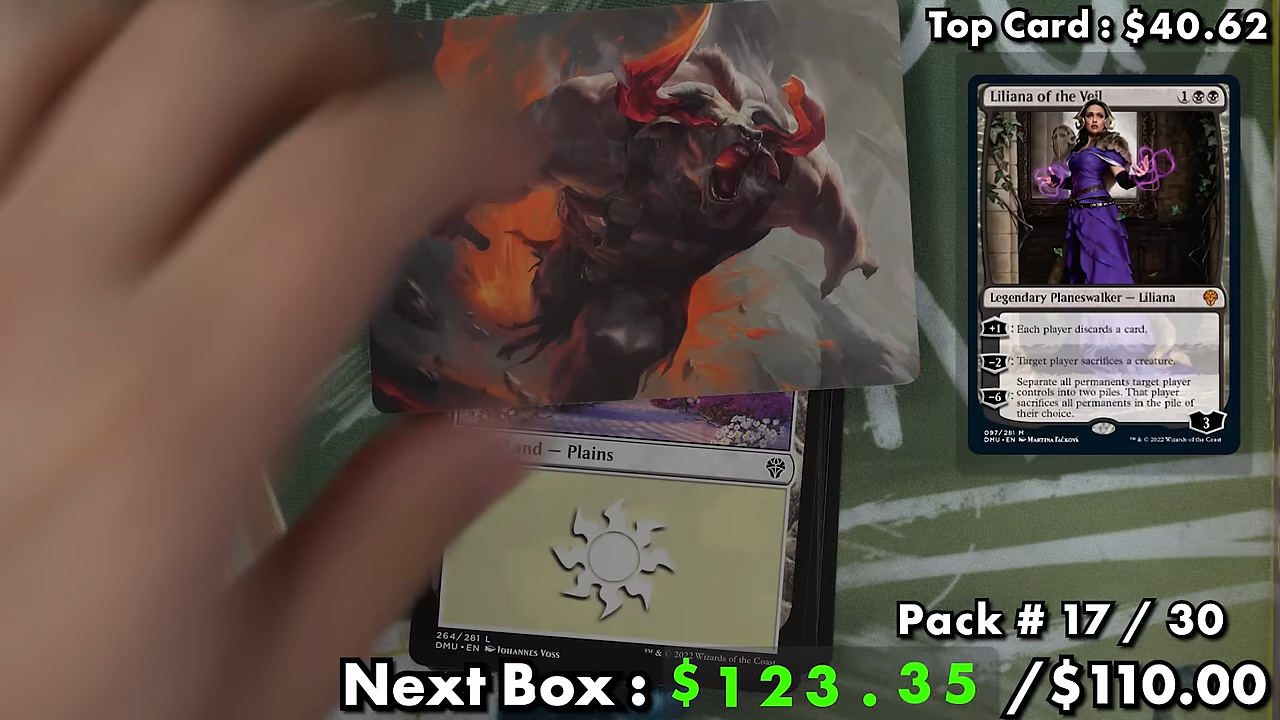 Top Card : $40.62
Liliana of the Veil 1
Legendary Planeswalker — Liliana
+1 : Each player discards a card.
−2 : Target player sacrifices a creature.
−6 : Separate all permanents target player
controls into two piles. That player
sacrifices all permanents in the pile of
their choice.
3
097/281 M
DMU • EN Martina Fačková
™ & © 2022 Wizards of the Coast
Land — Plains
264/281 L
DMU • EN Johannes Voss
™ & © 2022 Wizards of the Coast
Pack # 17 / 30
Next Box : $123.35 /$110.00